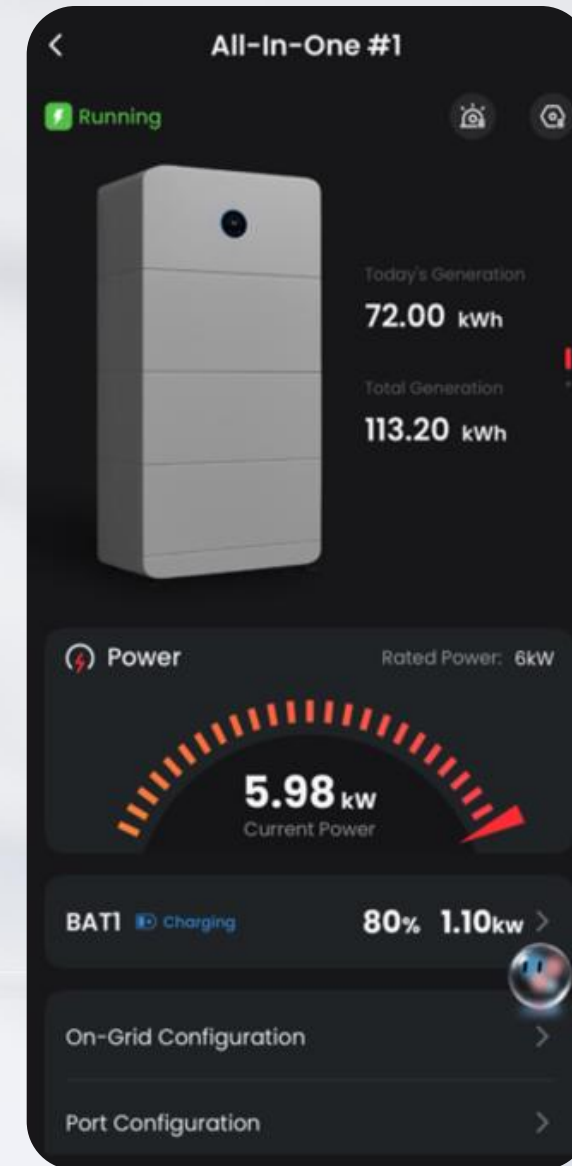 All-In-One #1
Running
Today's Generation
72.00 kWh
Total Generation
113.20 kWh
Power
Rated Power: 6kW
5.98 kW
Current Power
BAT1 Charging 80% 1.10kw
On-Grid Configuration
Port Configuration